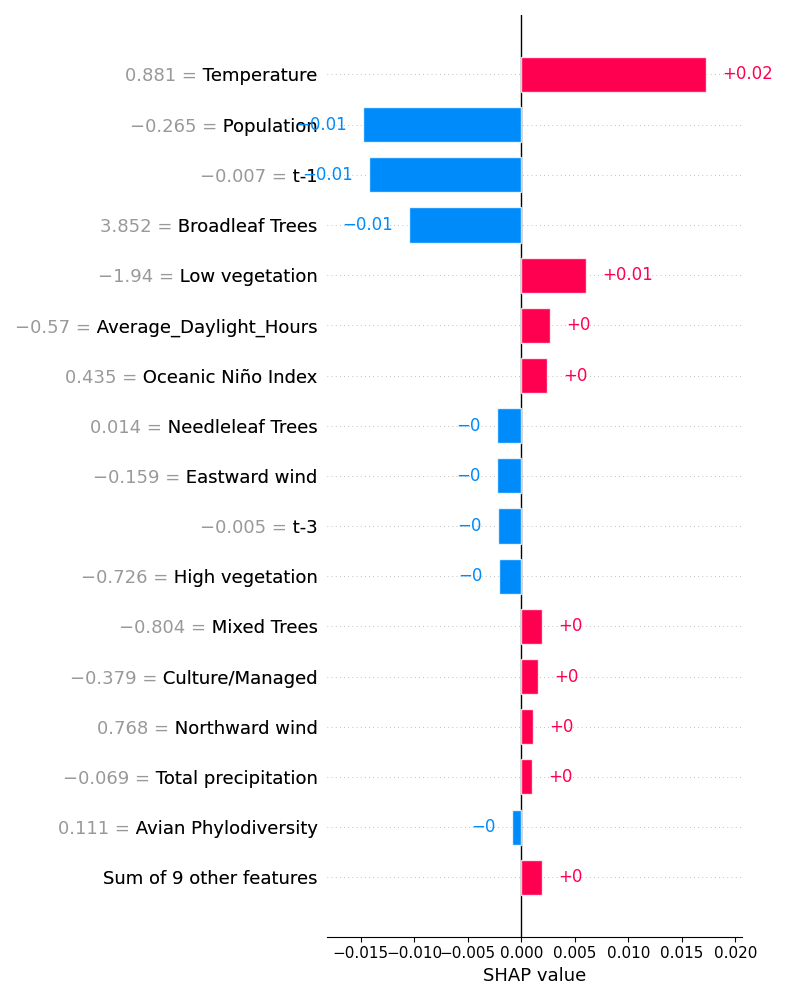 0.881 = Temperature +0.02
−0.265 = Population −0.01
−0.007 = t-1 −0.01
3.852 = Broadleaf Trees −0.01
−1.94 = Low vegetation +0.01
−0.57 = Average_Daylight_Hours +0
0.435 = Oceanic Niño Index +0
0.014 = Needleleaf Trees −0
−0.159 = Eastward wind −0
−0.005 = t-3 −0
−0.726 = High vegetation −0
−0.804 = Mixed Trees +0
−0.379 = Culture/Managed +0
0.768 = Northward wind +0
−0.069 = Total precipitation +0
0.111 = Avian Phylodiversity −0
Sum of 9 other features +0
−0.015 −0.010 −0.005 0.000 0.005 0.010 0.015 0.020
SHAP value